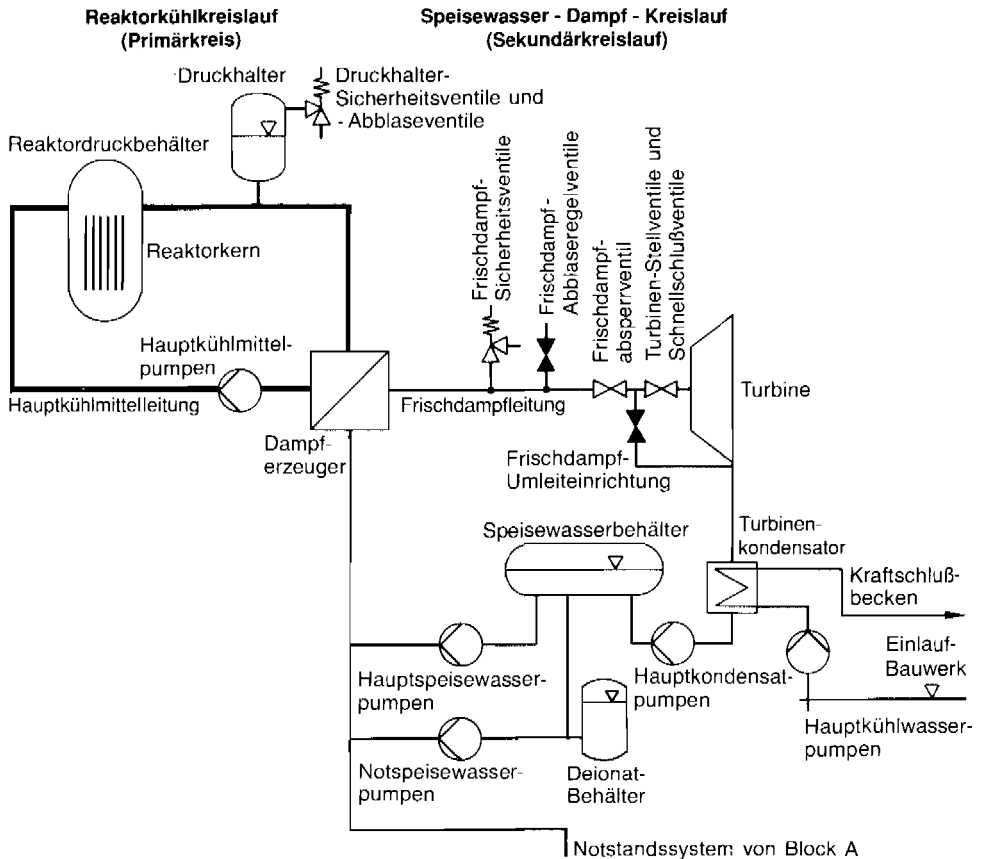 Reaktorkühlkreislauf
(Primärkreis)
Speisewasser - Dampf - Kreislauf
(Sekundärkreislauf)
Druckhalter
Druckhalter-
Sicherheitsventile und
- Abblaseventile
Reaktordruckbehälter
Reaktorkern
Hauptkühlmittel-
pumpen
Hauptkühlmittelleitung
Dampf-
erzeuger
Frischdampf-
Sicherheitsventile
Frischdampf-
Abblaseregelventile
Frischdampf-
absperrventil
Turbinen-Stellventile und
Schnellschlußventile
Frischdampfleitung
Turbine
Frischdampf-
Umleiteinrichtung
Speisewasserbehälter
Turbinen-
kondensator
Kraftschluß-
becken
Einlauf-
Bauwerk
Hauptspeisewasser-
pumpen
Hauptkondensat-
pumpen
Hauptkühlwasser-
pumpen
Notspeisewasser-
pumpen
Deionat-
Behälter
Notstandssystem von Block A